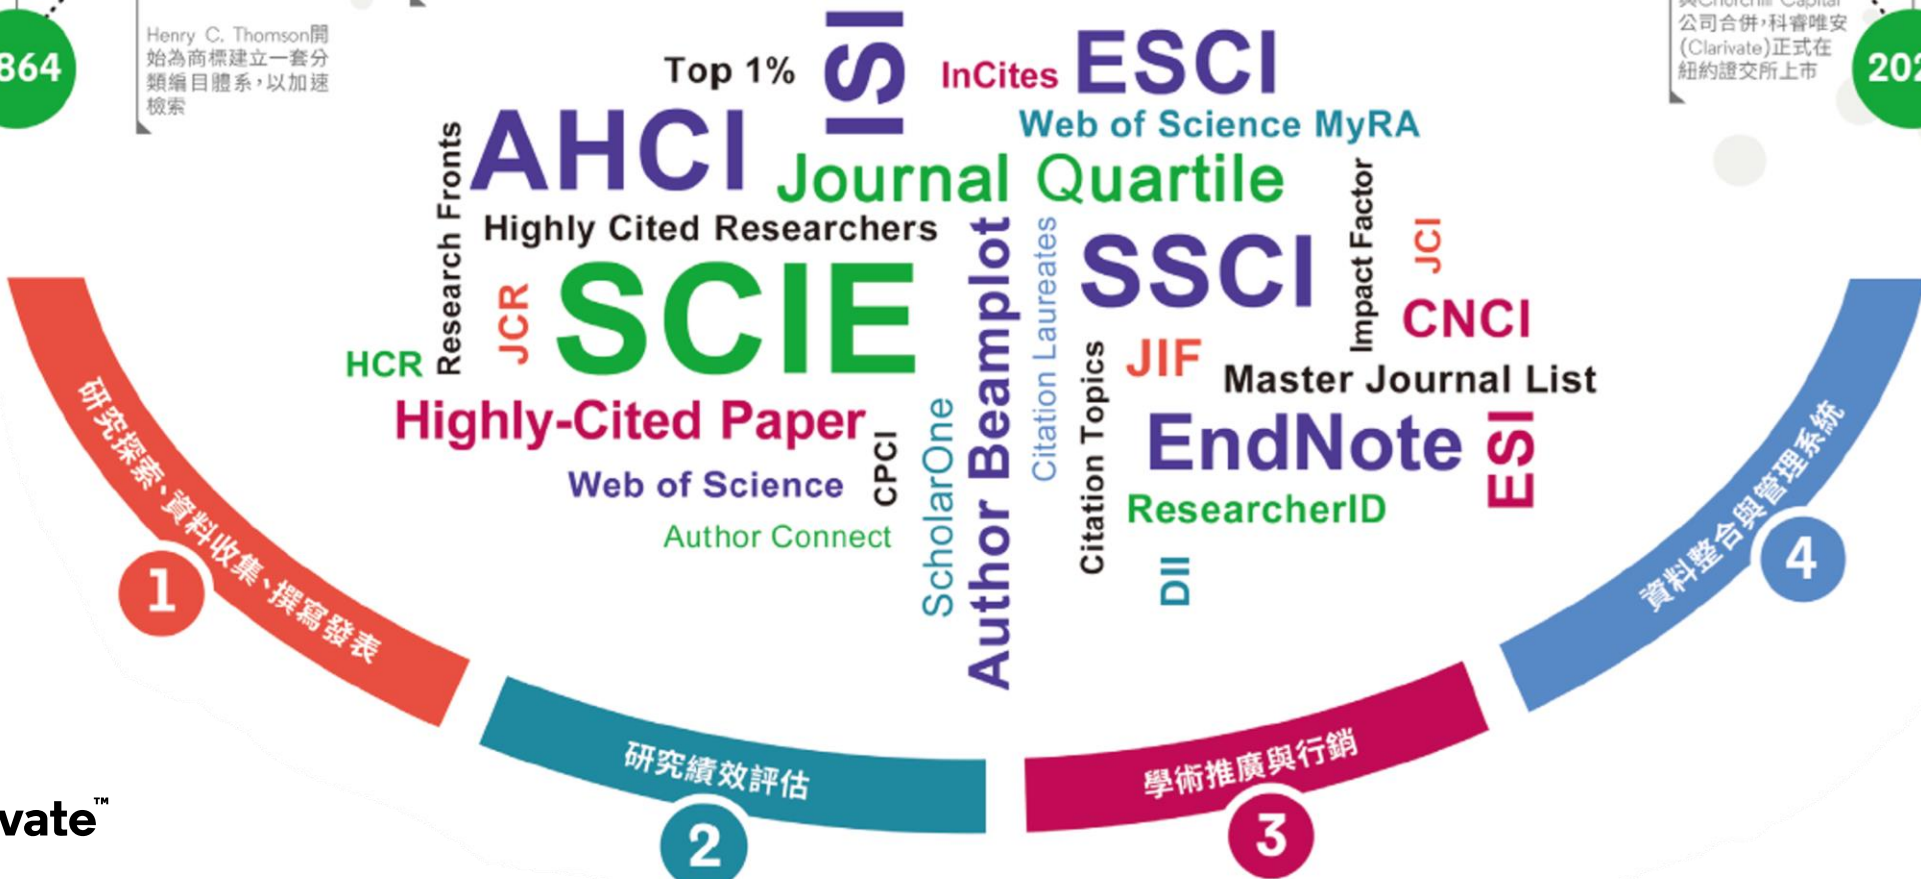 864
Henry C. Thomson開
始為商標建立一套分
類編目體系，以加速
檢索
公司合併，科睿唯安
(Clarivate)正式在
紐約證交所上市
202
Top 1%
ISI
InCites
ESCI
Web of Science MyRA
AHCI
Journal Quartile
Research Fronts
Highly Cited Researchers
Impact Factor
JCI
SCIE
SSCI
JCR
HCR
Author Beamplot
Citation Laureates
CNCI
JIF
Master Journal List
Highly-Cited Paper
CPCI
ScholarOne
Citation Topics
EndNote
ESI
Web of Science
ResearcherID
Author Connect
DII
研究探索、資料收集、撰寫發表
1
研究績效評估
2
學術推廣與行銷
3
資料整合與管理系統
4
vate™